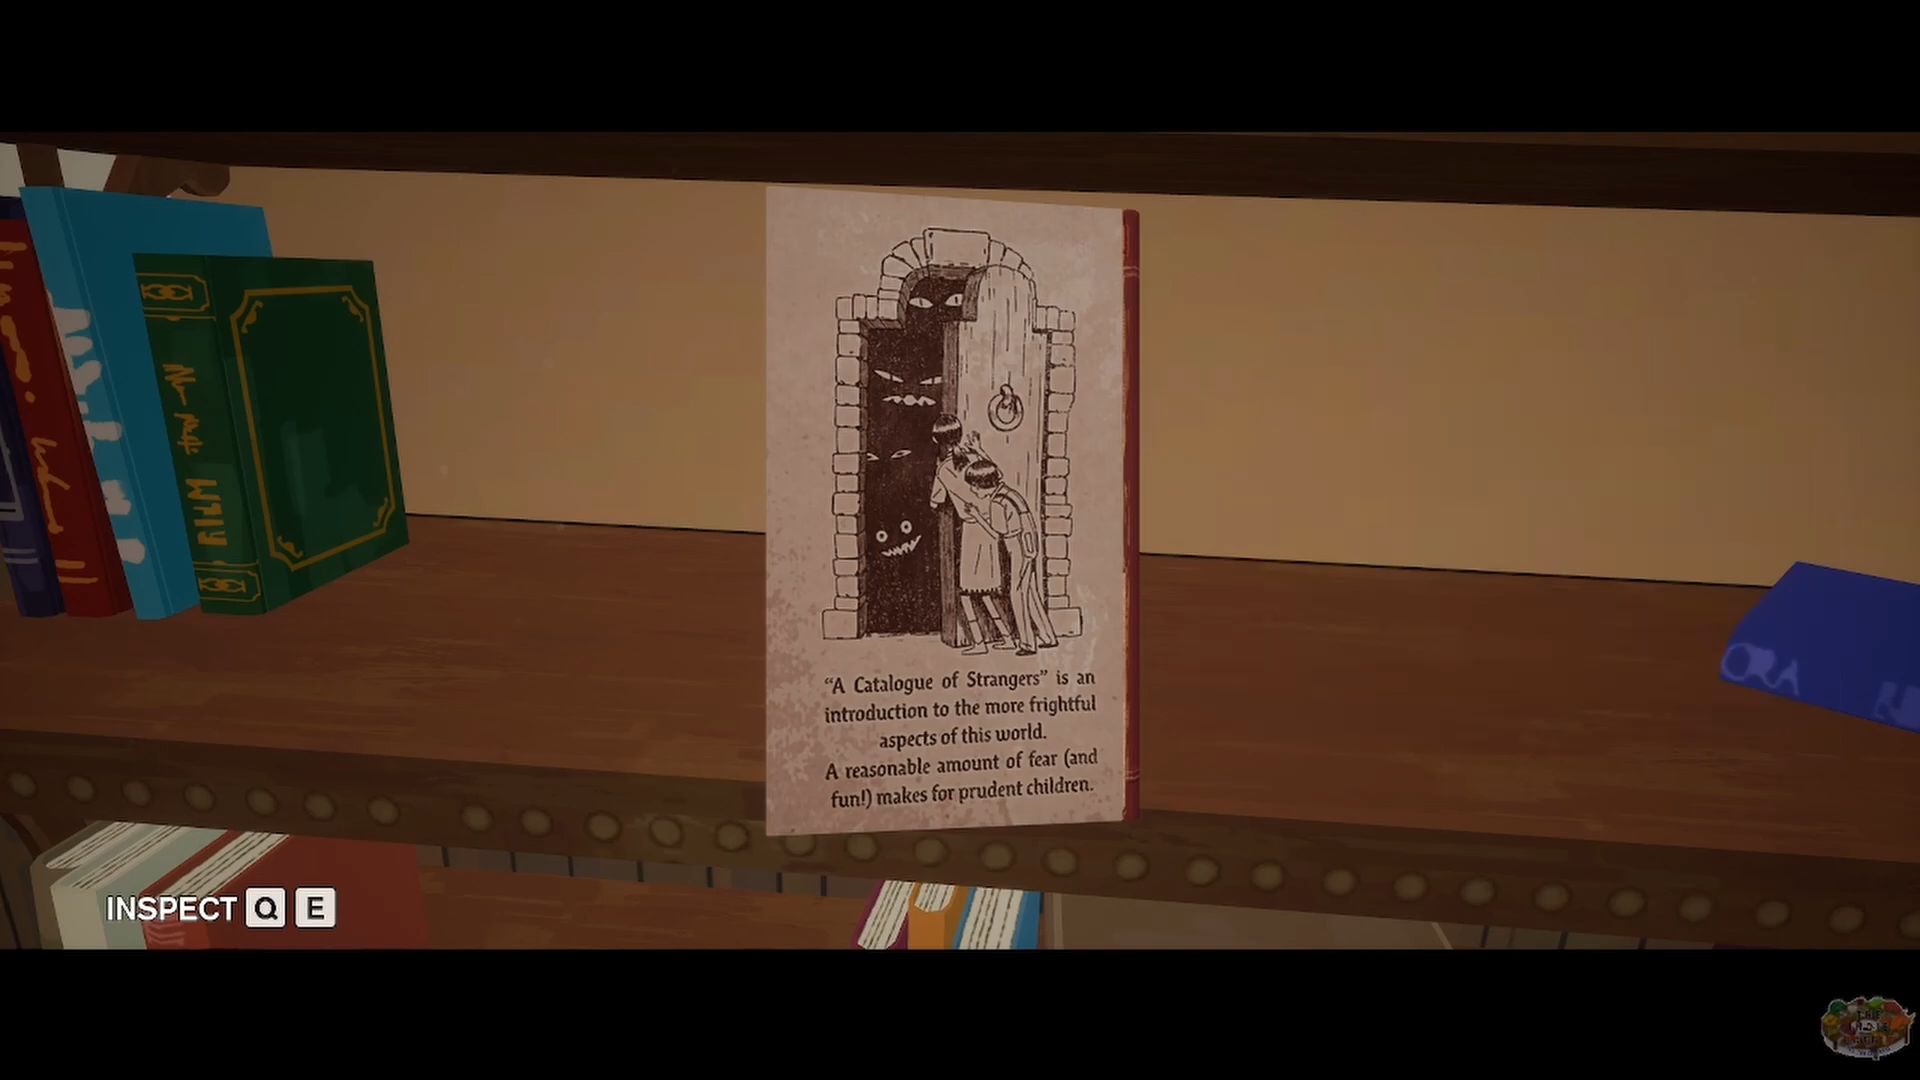 “A Catalogue of Strangers” is an
introduction to the more frightful
aspects of this world.
A reasonable amount of fear (and
fun!) makes for prudent children.
ORA
INSPECT Q E